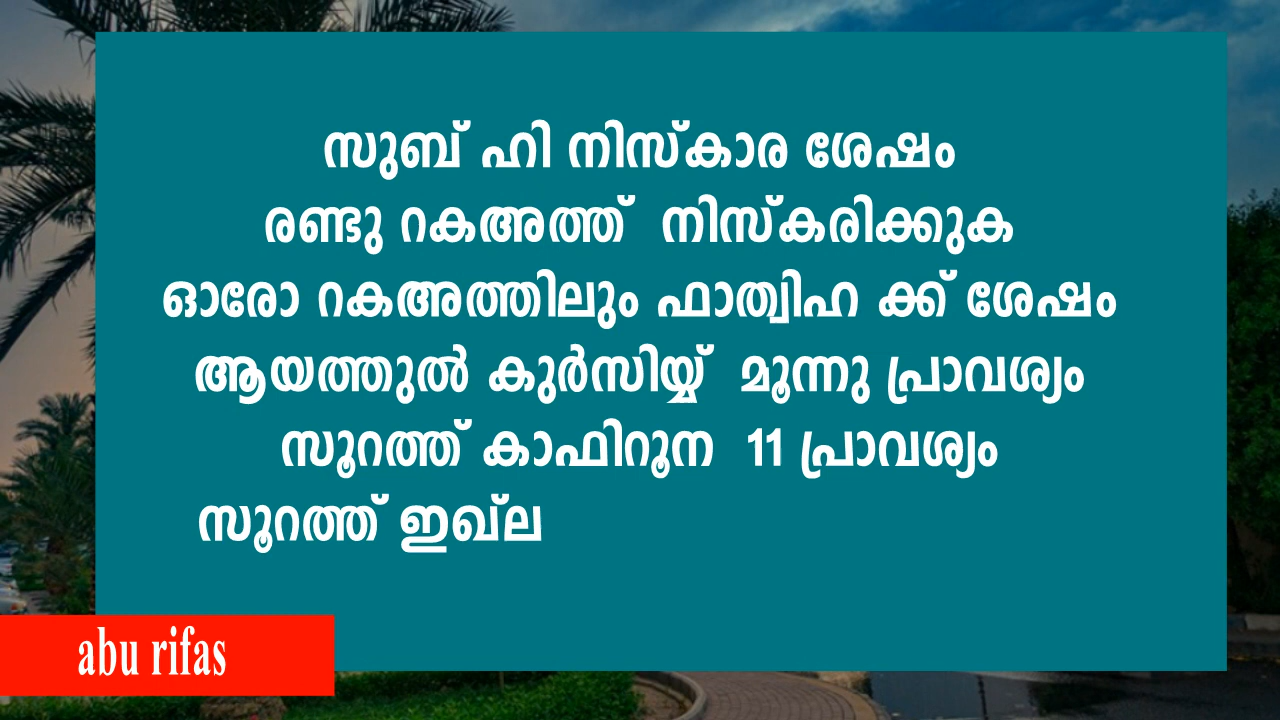 സുബ് ഹി നിസ്കാര ശേഷം
രണ്ടു റകഅത്ത് നിസ്കരിക്കുക
ഓരോ റകഅത്തിലും ഫാത്വിഹ ക്ക് ശേഷം
ആയത്തുൽ കുർസിയ്യ് മൂന്നു പ്രാവശ്യം
സൂറത്ത് കാഫിറൂന 11 പ്രാവശ്യം
സൂറത്ത് ഇഖ്ല
abu rifas